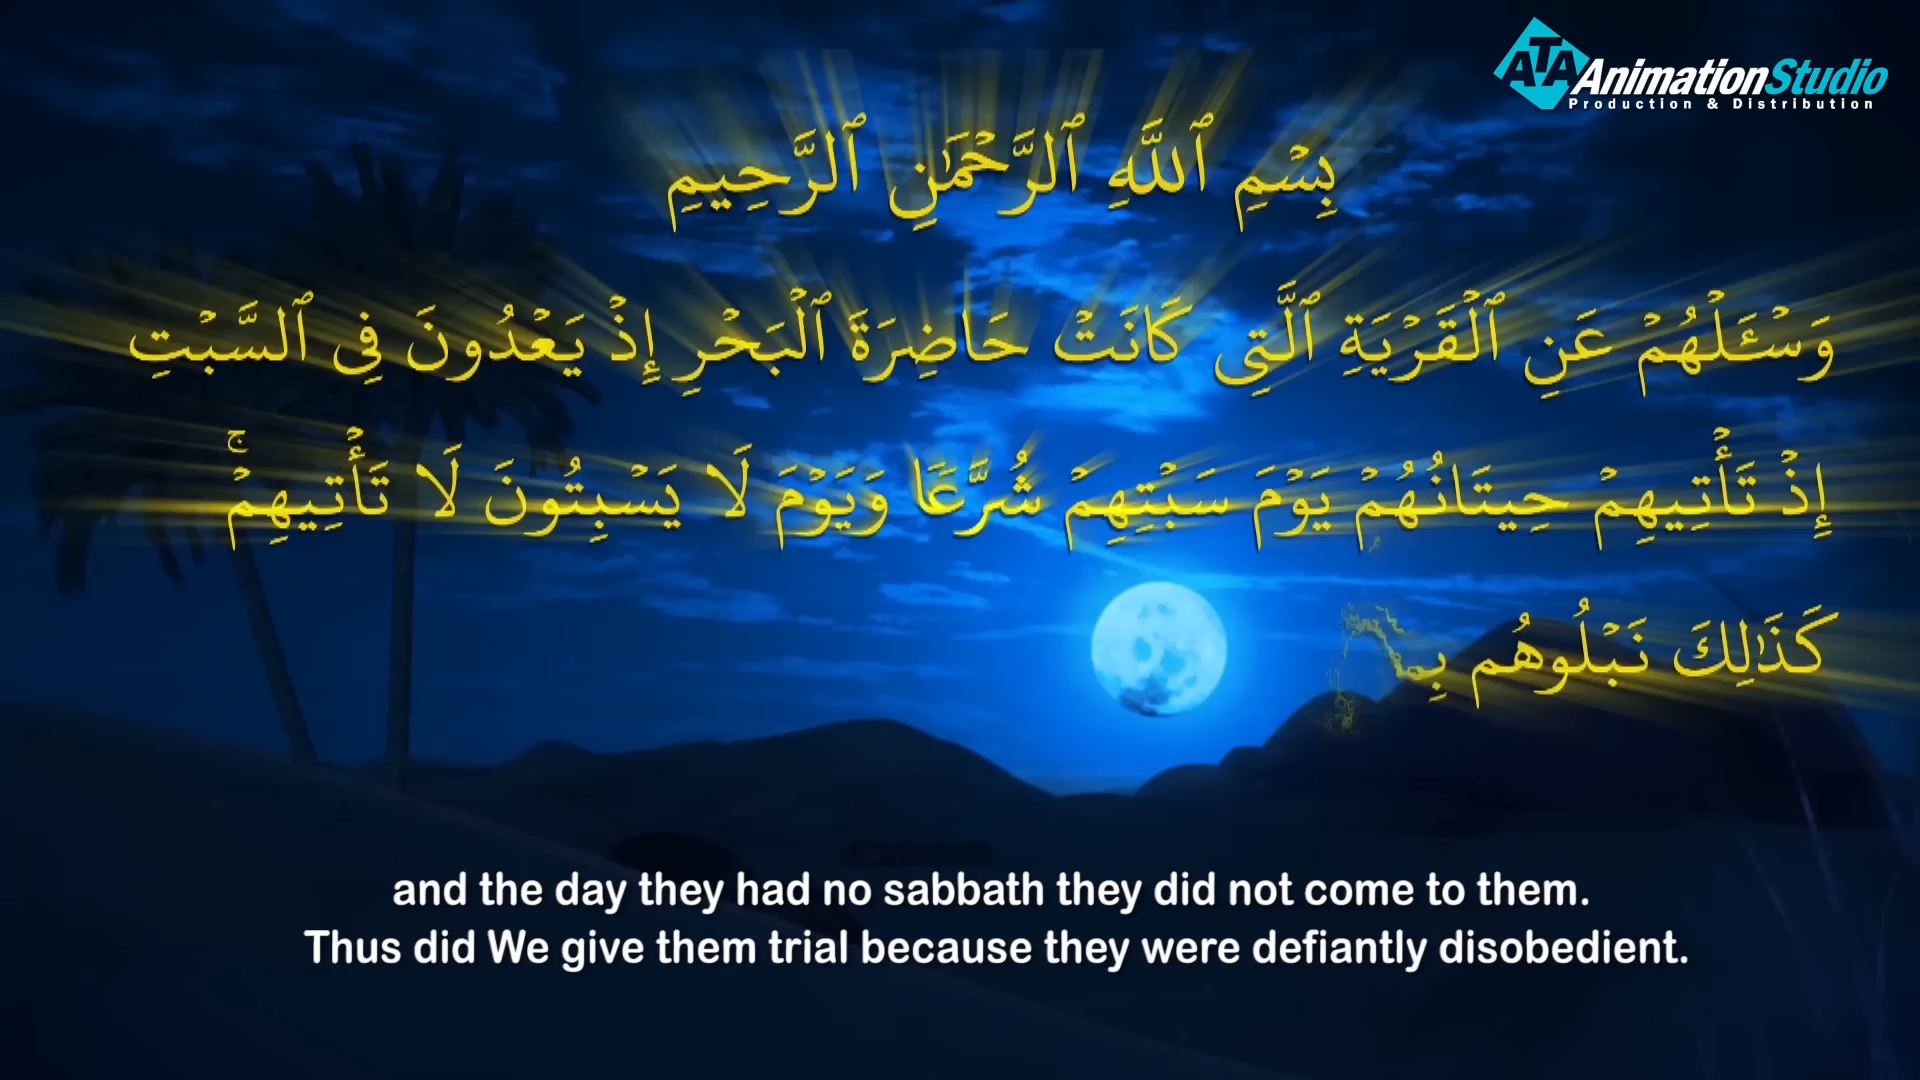 ATA AnimationStudio
Production & Distribution
بِسْمِ ٱللَّهِ ٱلرَّحْمَٰنِ ٱلرَّحِيمِ
وَسْـَٔلْهُمْ عَنِ ٱلْقَرْيَةِ ٱلَّتِى كَانَتْ حَاضِرَةَ ٱلْبَحْرِ إِذْ يَعْدُونَ فِى ٱلسَّبْتِ
إِذْ تَأْتِيهِمْ حِيتَانُهُمْ يَوْمَ سَبْتِهِمْ شُرَّعًا وَيَوْمَ لَا يَسْبِتُونَ لَا تَأْتِيهِمْ ۚ
كَذَٰلِكَ نَبْلُوهُم
and the day they had no sabbath they did not come to them.
Thus did We give them trial because they were defiantly disobedient.